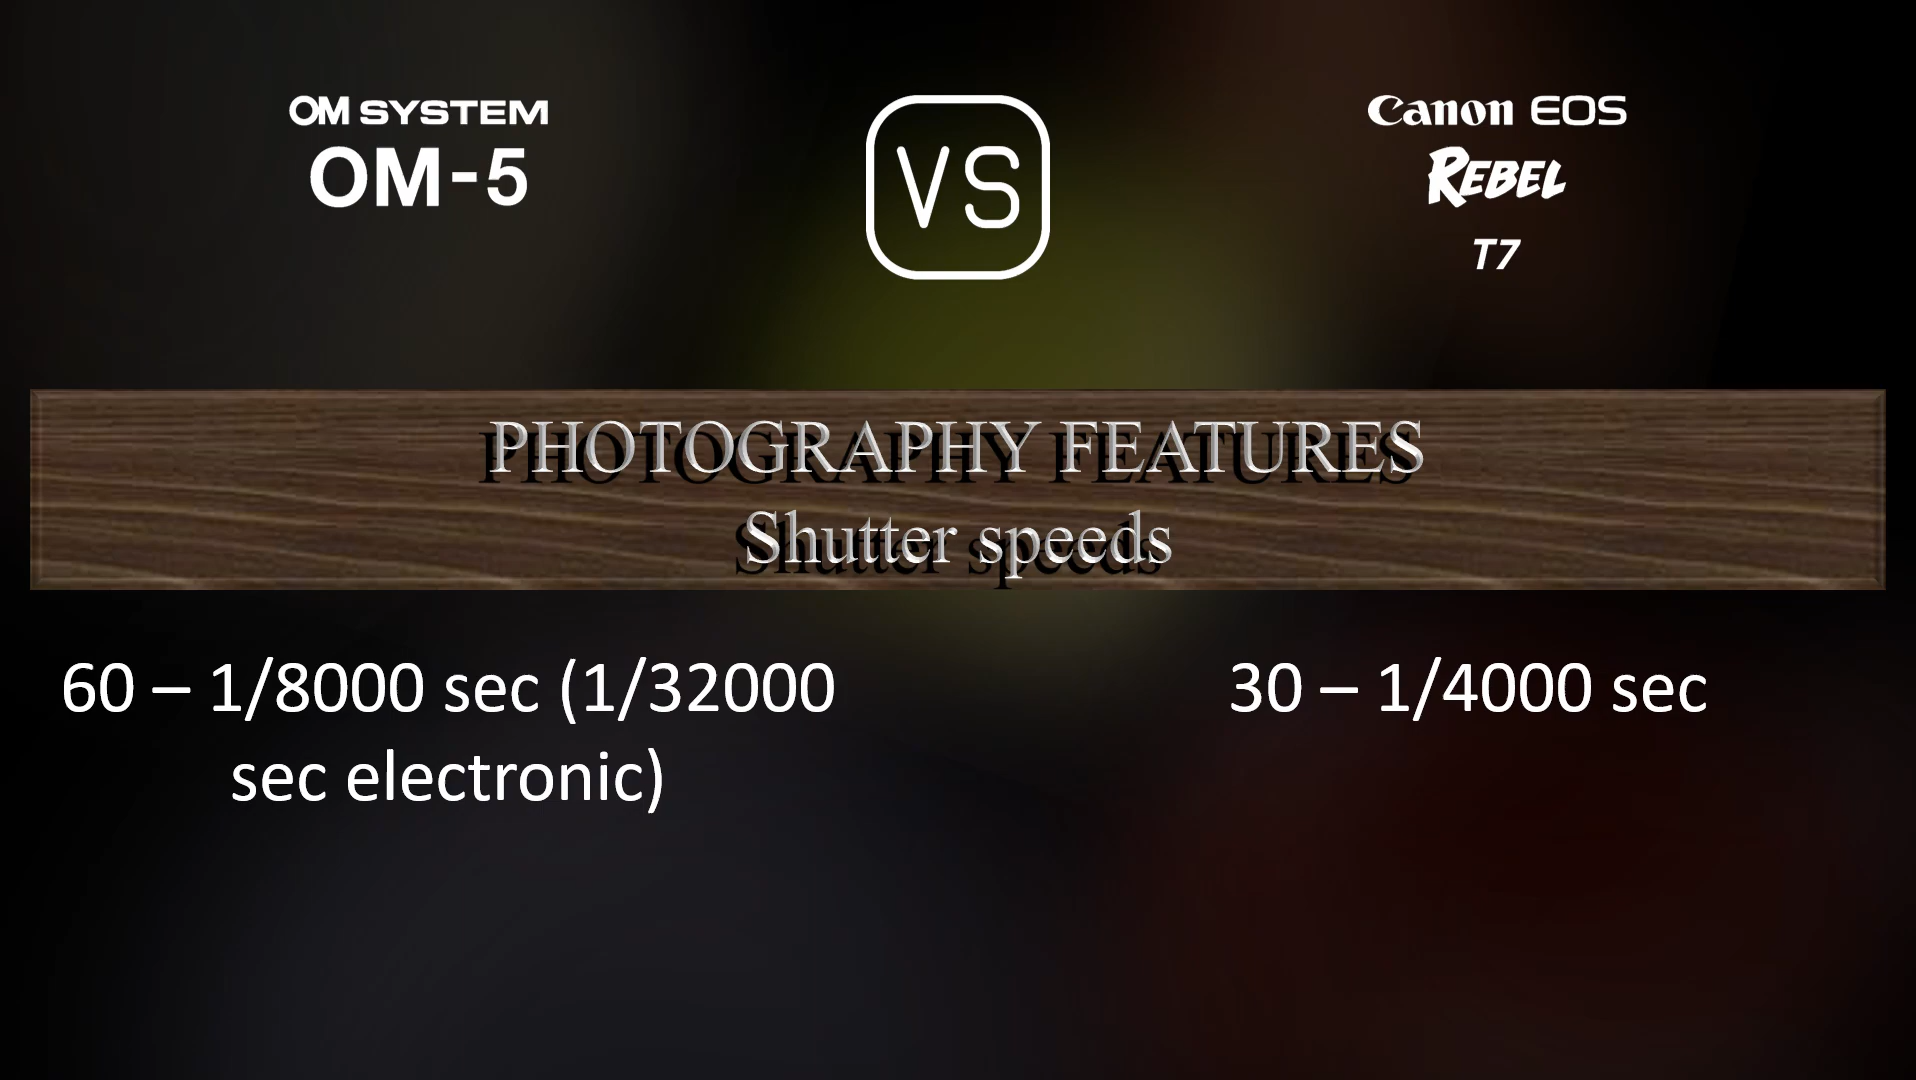 OM SYSTEM
OM-5
VS
Canon EOS
REBEL
T7
PHOTOGRAPHY FEATURES
Shutter speeds
60 – 1/8000 sec (1/32000
sec electronic)
30 – 1/4000 sec